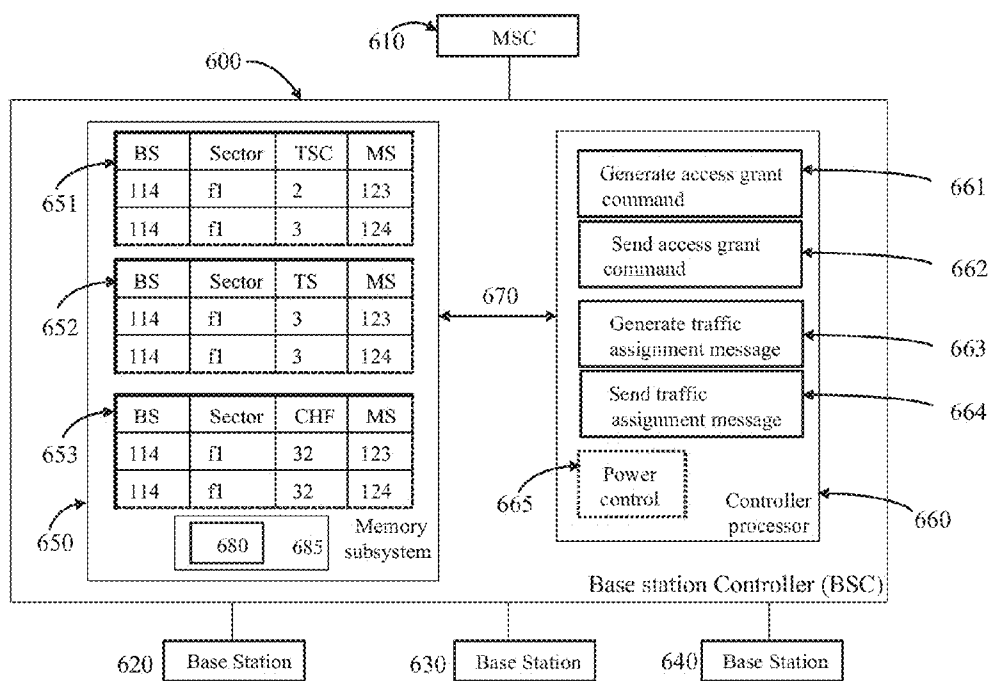 610
MSC
600
BS Sector TSC MS
114 f1 2 123
114 f1 3 124
651
BS Sector TS MS
114 f1 3 123
114 f1 3 124
652
BS Sector CHF MS
114 f1 32 123
114 f1 32 124
653
650
680 685
Memory
subsystem
670
Generate access grant
command
661
Send access grant
command
662
Generate traffic
assignment message
663
Send traffic
assignment message
664
Power
control
665
Controller
processor
660
Base station Controller (BSC)
620 Base Station
630 Base Station
640 Base Station